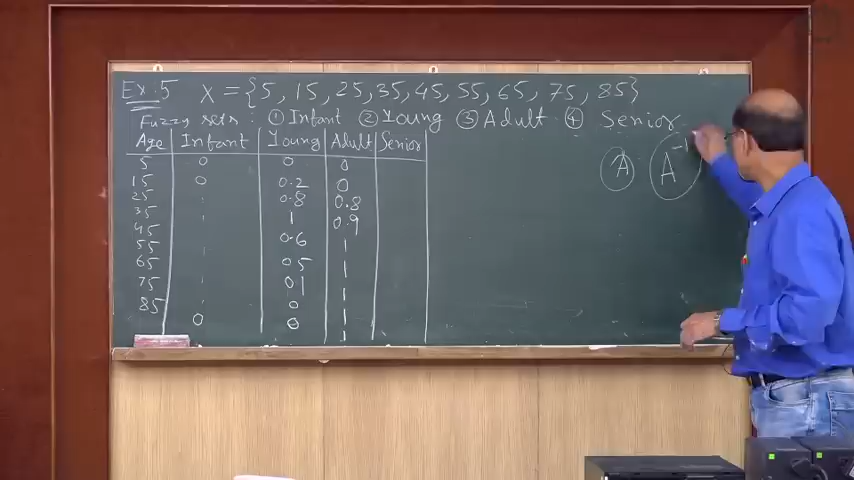 Ex. 5 X = {5, 15, 25, 35, 45, 55, 65, 75, 85}
Fuzzy sets : ① Infant ② Young ③ Adult ④ Senior
Age Infant Young Adult Senior
5 0 0 0
15 0 0.2 0
25 0.8 0.8
35 1 0.9
45 0.6 1
55 0.5 1
65 0.1 1
75 0 1
85 0 0 1
A A⁻¹